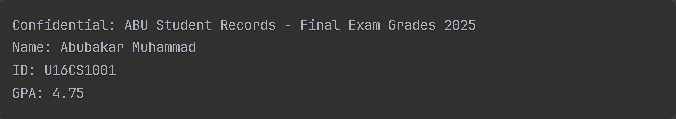 Confidential: ABU Student Records - Final Exam Grades 2025
Name: Abubakar Muhammad
ID: U16CS1001
GPA: 4.75